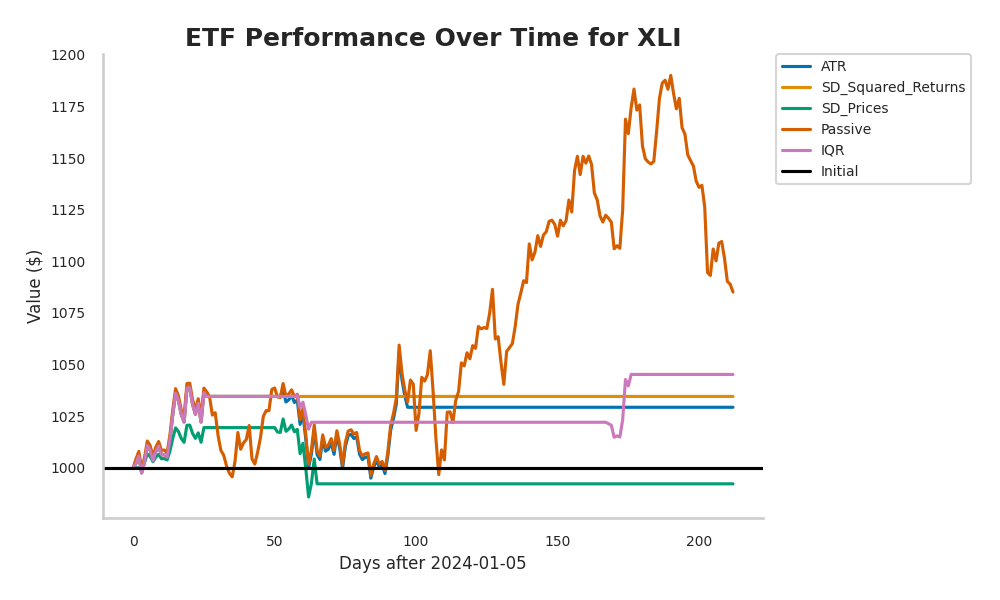 ETF Performance Over Time for XLI
1200
1175
1150
1125
1100
1075
1050
1025
1000
Value ($)
0 50 100 150 200
Days after 2024-01-05
ATR
SD_Squared_Returns
SD_Prices
Passive
IQR
Initial